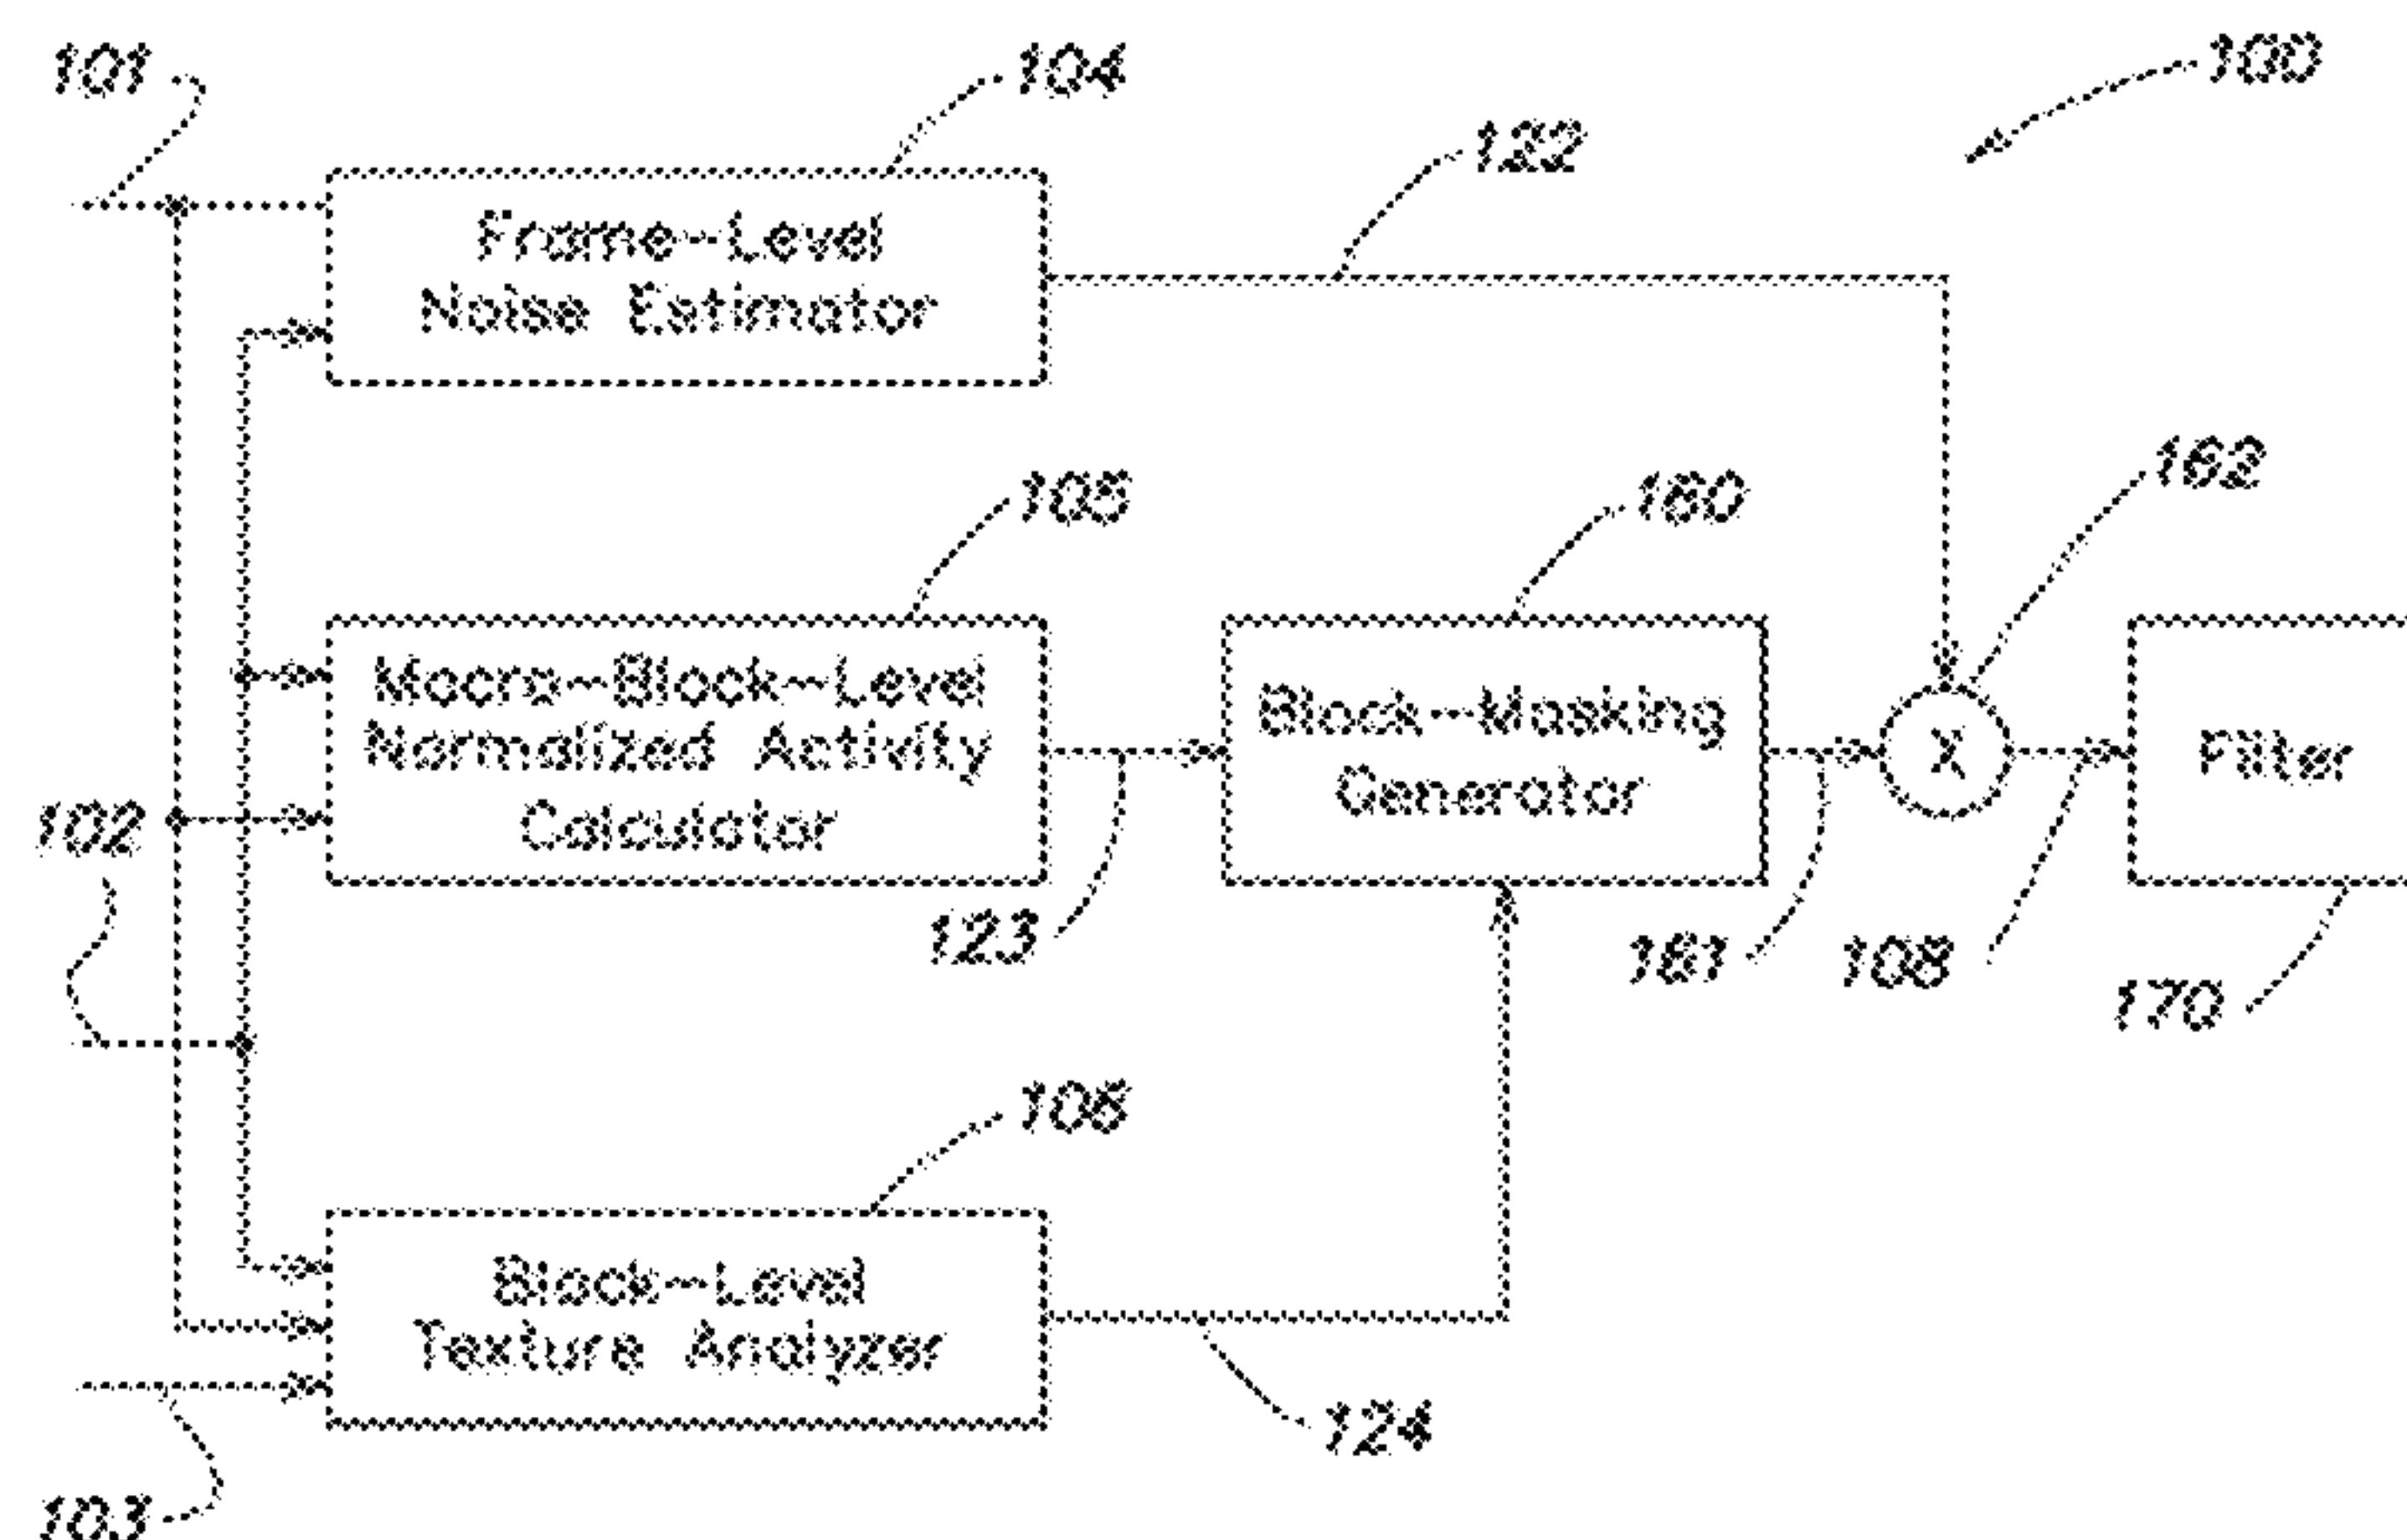 101
104
100
122
Frame-Level
Noise Estimator
105
160
162
Macro-Block-Level
Normalized Activity
Calculator
Block-Masking
Generator
X
Filter
102
123
161
108
170
106
Block-Level
Texture Analyzer
124
103